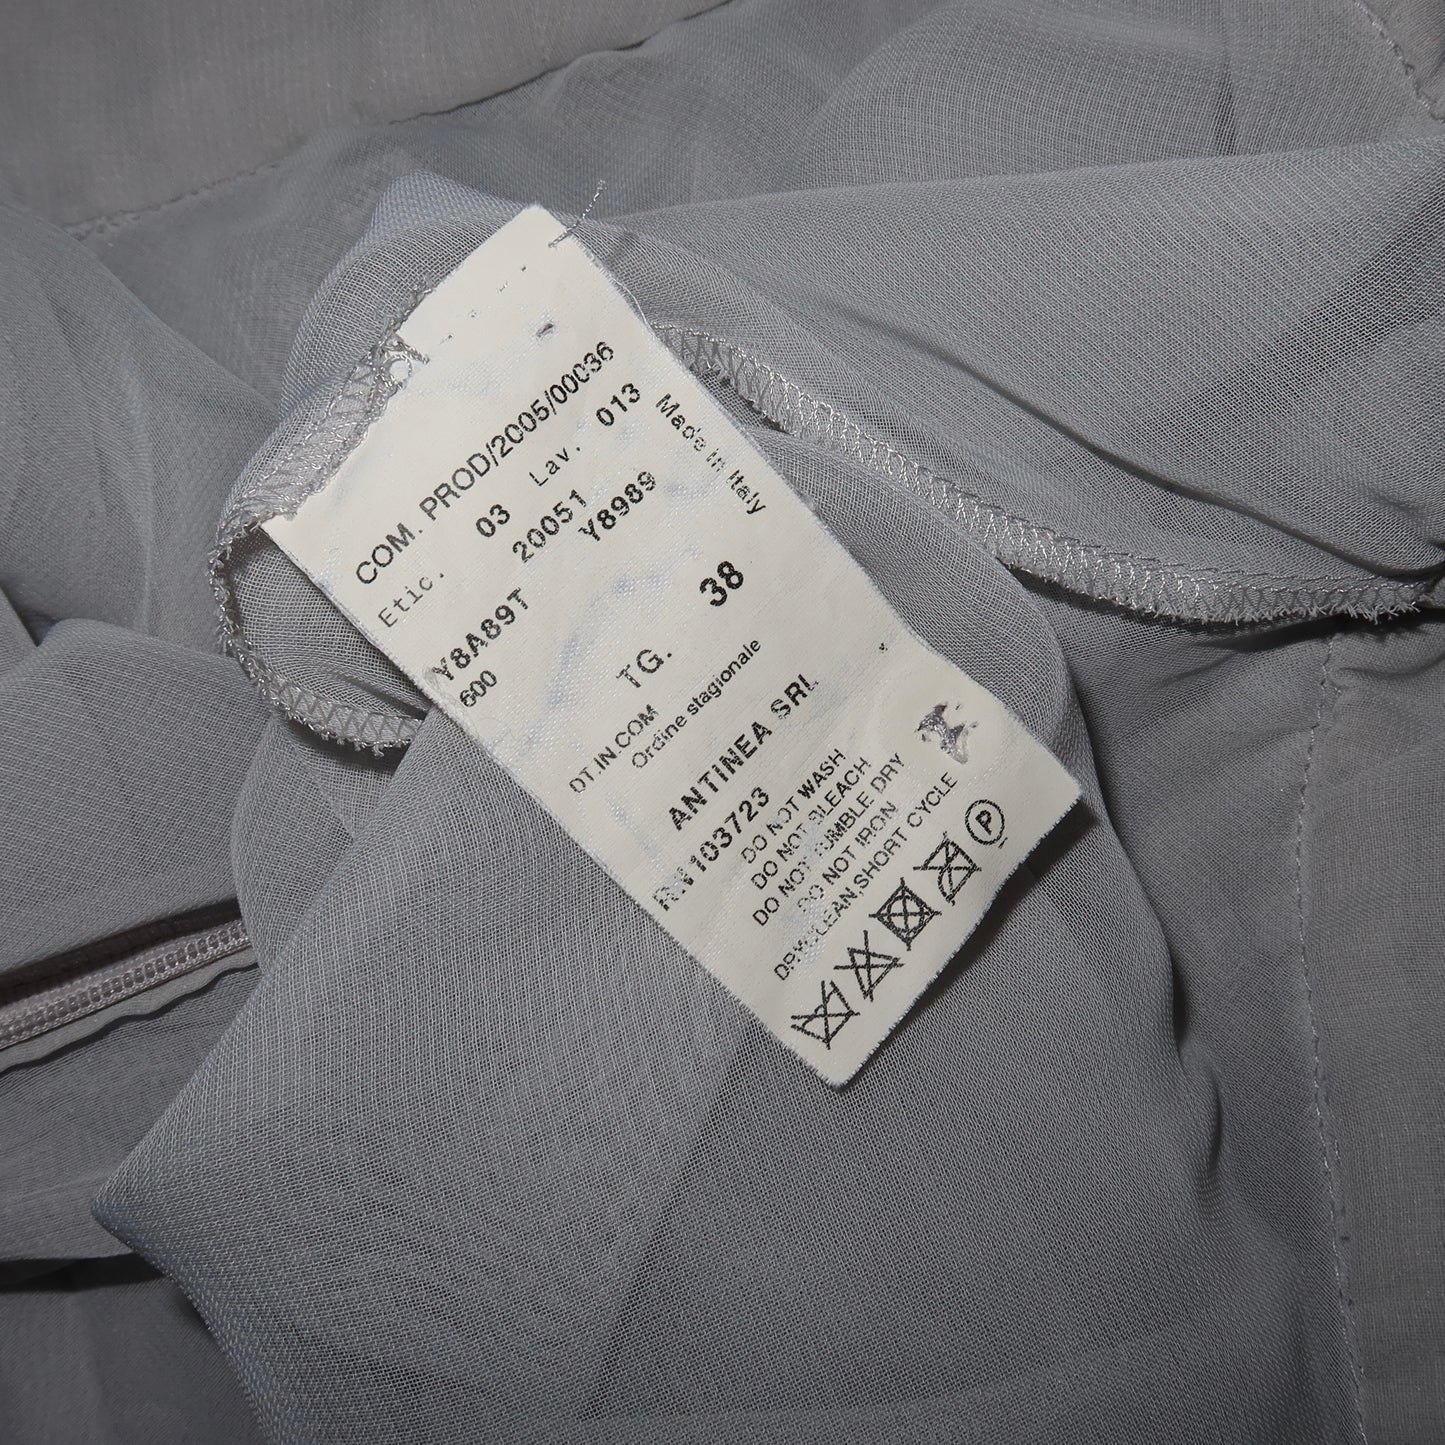 COM. PROD/2005/00036
Etic. 03 Lav. 013
20051 Made in Italy
Y8A89T Y8989
600
TG. 38
DT.IN.COM
Ordine stagionale
ANTINEA SRL
RN103723
DO NOT WASH
DO NOT BLEACH
DO NOT TUMBLE DRY
DO NOT IRON
DRYCLEAN,SHORT CYCLE
P